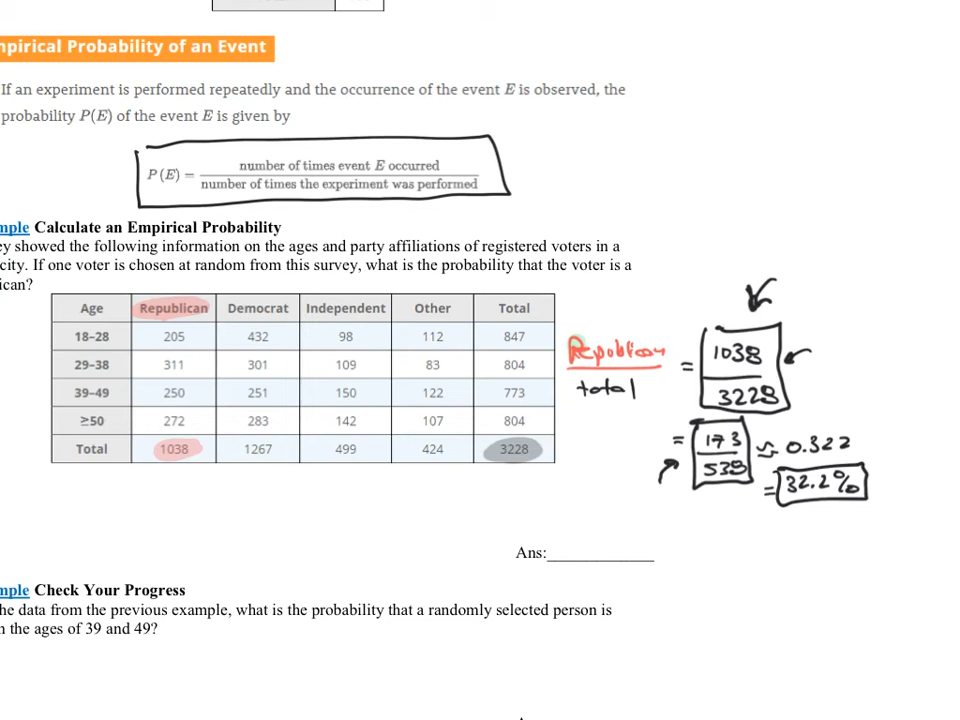 mpirical Probability of an Event
If an experiment is performed repeatedly and the occurrence of the event E is observed, the
probability P(E) of the event E is given by
P(E) = number of times event E occurred / number of times the experiment was performed
mple Calculate an Empirical Probability
ey showed the following information on the ages and party affiliations of registered voters in a
city. If one voter is chosen at random from this survey, what is the probability that the voter is a
ican?
Age Republican Democrat Independent Other Total
18–28 205 432 98 112 847
29–38 311 301 109 83 804
39–49 250 251 150 122 773
≥50 272 283 142 107 804
Total 1038 1267 499 424 3228
Republican / total = 1038 / 3228
= 173 / 538 ≈ 0.322
= 32.2%
Ans:_____________
mple Check Your Progress
he data from the previous example, what is the probability that a randomly selected person is
n the ages of 39 and 49?